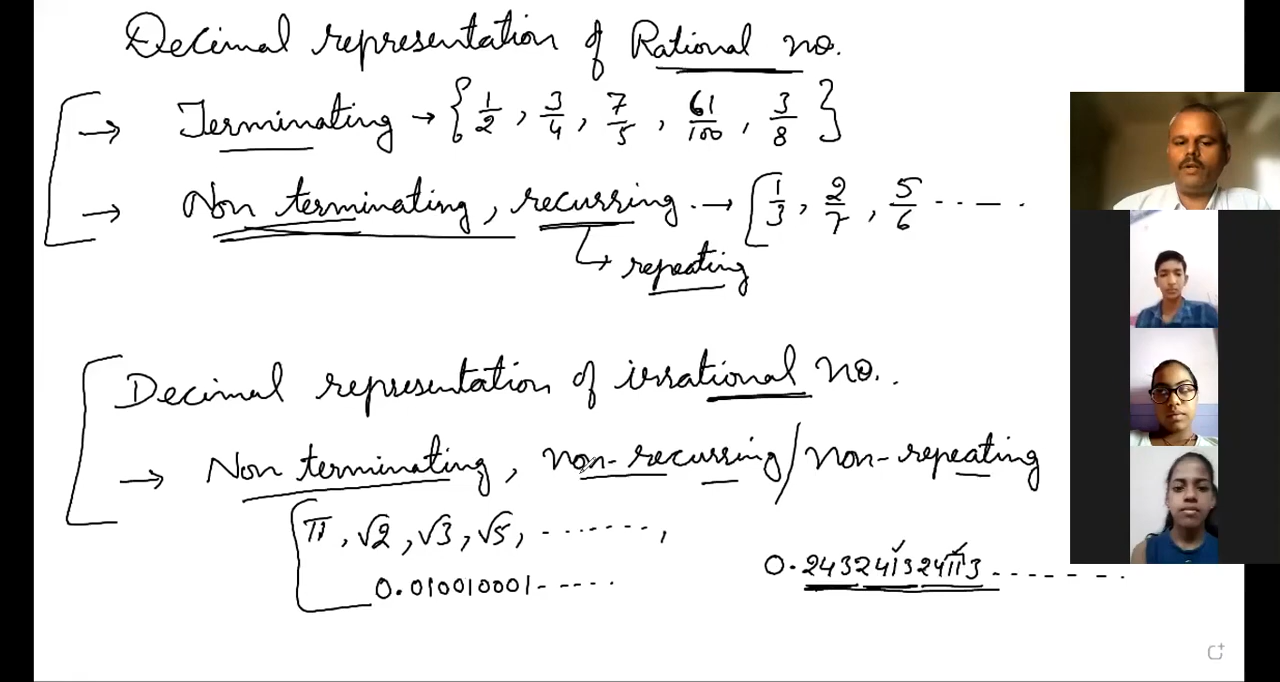 Decimal representation of Rational no.
→ Terminating → {1/2, 3/4, 7/5, 61/100, 3/8}
→ Non terminating, recurring. → [1/3, 2/7, 5/6 ......
↳ repeating
Decimal representation of irrational no..
→ Non terminating, non-recurring/non-repeating
π, √2, √3, √5, ........,
0.010010001-----
0.243241324113-------